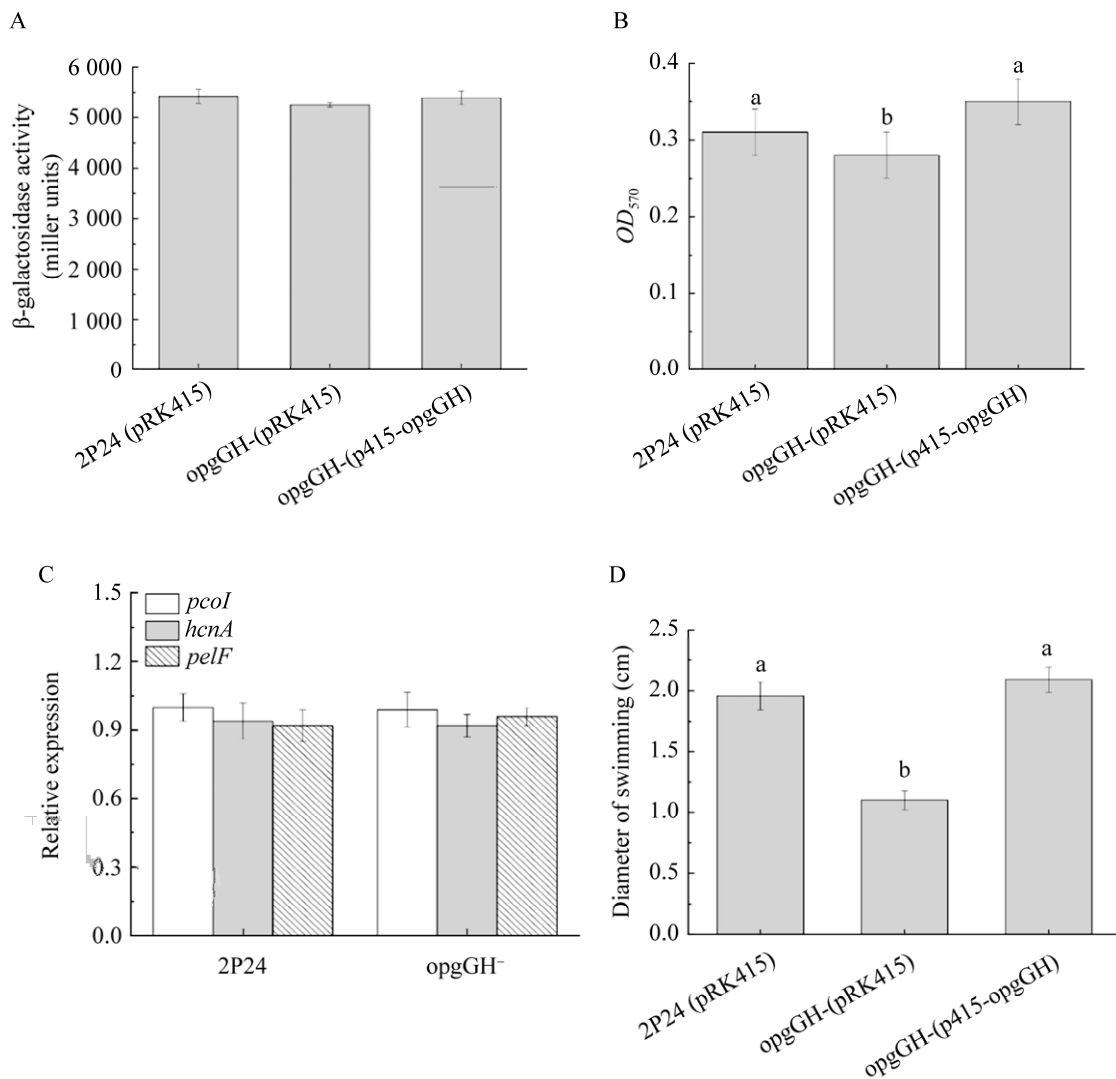 A
6 000
5 000
4 000
3 000
2 000
1 000
0
β-galactosidase activity
(miller units)
2P24 (pRK415)
opgGH-(pRK415)
opgGH-(p415-opgGH)
B
0.4
0.3
0.2
0.1
0.0
OD570
a
b
a
2P24 (pRK415)
opgGH-(pRK415)
opgGH-(p415-opgGH)
C
1.5
1.2
0.9
0.6
0.3
0.0
Relative expression
pcoI
hcnA
pelF
2P24
opgGH⁻
D
2.5
2.0
1.5
1.0
0.5
0.0
Diameter of swimming (cm)
a
b
a
2P24 (pRK415)
opgGH-(pRK415)
opgGH-(p415-opgGH)